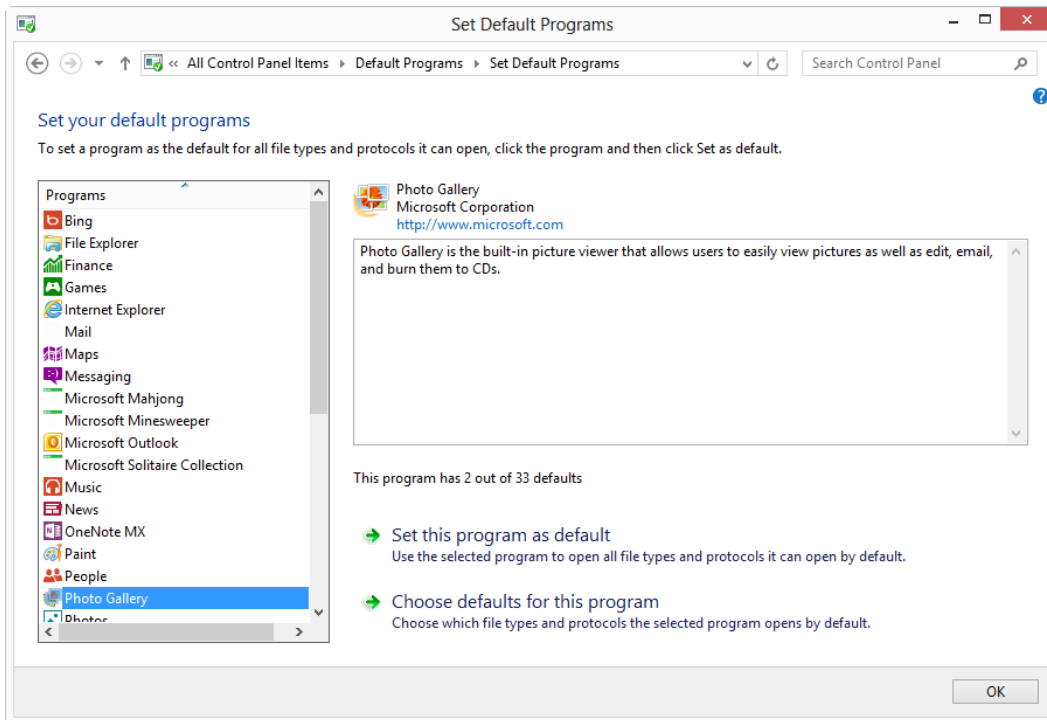 Set Default Programs
« All Control Panel Items Default Programs Set Default Programs
Search Control Panel
?
Set your default programs
To set a program as the default for all file types and protocols it can open, click the program and then click Set as default.
Programs
Bing
File Explorer
Finance
Games
Internet Explorer
Mail
Maps
Messaging
Microsoft Mahjong
Microsoft Minesweeper
Microsoft Outlook
Microsoft Solitaire Collection
Music
News
OneNote MX
Paint
People
Photo Gallery
Photos
Photo Gallery
Microsoft Corporation
http://www.microsoft.com
Photo Gallery is the built-in picture viewer that allows users to easily view pictures as well as edit, email,
and burn them to CDs.
This program has 2 out of 33 defaults
Set this program as default
Use the selected program to open all file types and protocols it can open by default.
Choose defaults for this program
Choose which file types and protocols the selected program opens by default.
OK